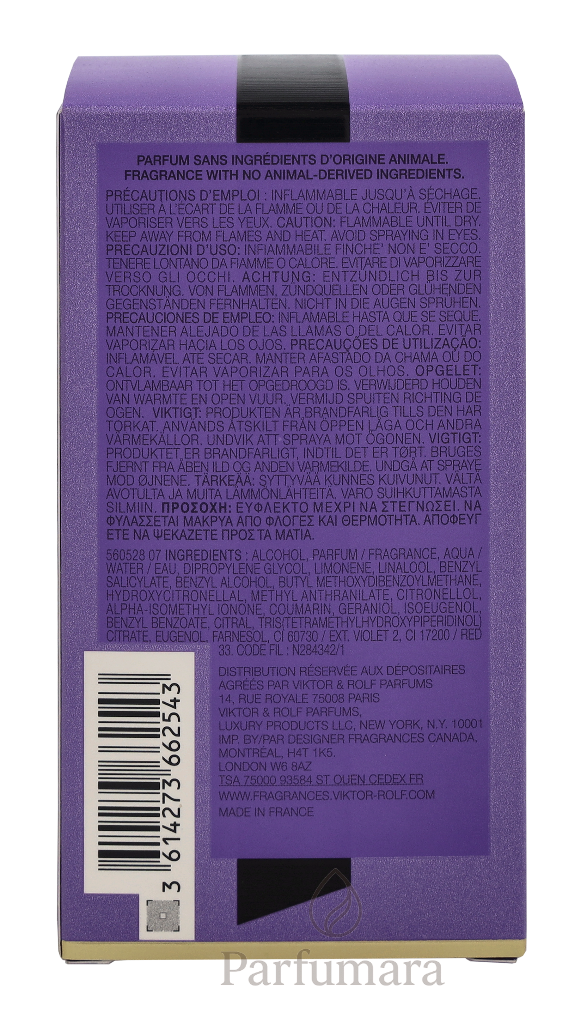 PARFUM SANS INGRÉDIENTS D'ORIGINE ANIMALE.
FRAGRANCE WITH NO ANIMAL-DERIVED INGREDIENTS.
PRÉCAUTIONS D'EMPLOI : INFLAMMABLE JUSQU'À SÉCHAGE.
UTILISER À L'ÉCART DE LA FLAMME OU DE LA CHALEUR. ÉVITER DE
VAPORISER VERS LES YEUX. CAUTION: FLAMMABLE UNTIL DRY.
KEEP AWAY FROM FLAMES AND HEAT. AVOID SPRAYING IN EYES.
PRECAUZIONI D'USO: INFIAMMABILE FINCHE' NON E' SECCO.
TENERE LONTANO DA FIAMME O CALORE. EVITARE DI VAPORIZZARE
VERSO GLI OCCHI. ACHTUNG: ENTZÜNDLICH BIS ZUR
TROCKNUNG. VON FLAMMEN, ZÜNDQUELLEN ODER GLÜHENDEN
GEGENSTÄNDEN FERNHALTEN. NICHT IN DIE AUGEN SPRÜHEN.
PRECAUCIONES DE EMPLEO: INFLAMABLE HASTA QUE SE SEQUE.
MANTENER ALEJADO DE LAS LLAMAS O DEL CALOR. EVITAR
VAPORIZAR HACIA LOS OJOS. PRECAUÇÕES DE UTILIZAÇÃO:
INFLAMÁVEL ATÉ SECAR. MANTER AFASTADO DA CHAMA OU DO
CALOR. EVITAR VAPORIZAR PARA OS OLHOS. OPGELET:
ONTVLAMBAAR TOT HET OPGEDROOGD IS. VERWIJDERD HOUDEN
VAN WARMTE EN OPEN VUUR. VERMIJD SPUITEN RICHTING DE
OGEN. VIKTIGT: PRODUKTEN ÄR BRANDFARLIG TILLS DEN HAR
TORKAT. ANVÄNDS ÅTSKILT FRÅN ÖPPEN LÅGA OCH ANDRA
VÄRMEKÄLLOR. UNDVIK ATT SPRAYA MOT ÖGONEN. VIGTIGT:
PRODUKTET ER BRANDFARLIGT, INDTIL DET ER TØRT. BRUGES
FJERNT FRA ÅBEN ILD OG ANDEN VARMEKILDE. UNDGÅ AT SPRAYE
MOD ØJNENE. TÄRKEÄÄ: SYTTYVÄÄ KUNNES KUIVUNUT. VÄLTÄ
AVOTULTA JA MUITA LÄMMÖNLÄHTEITÄ. VARO SUIHKUTTAMASTA
SILMIIN. ΠΡΟΣΟΧΗ: ΕΥΦΛΕΚΤΟ ΜΕΧΡΙ ΝΑ ΣΤΕΓΝΩΣΕΙ. ΝΑ
ΦΥΛΑΣΣΕΤΑΙ ΜΑΚΡΥΑ ΑΠΟ ΦΛΟΓΕΣ ΚΑΙ ΘΕΡΜΟΤΗΤΑ. ΑΠΟΦΕΥΓ
ΕΤΕ ΝΑ ΨΕΚΑΖΕΤΕ ΠΡΟΣ ΤΑ ΜΑΤΙΑ.
560528 07 INGREDIENTS : ALCOHOL, PARFUM / FRAGRANCE, AQUA /
WATER / EAU, DIPROPYLENE GLYCOL, LIMONENE, LINALOOL, BENZYL
SALICYLATE, BENZYL ALCOHOL, BUTYL METHOXYDIBENZOYLMETHANE,
HYDROXYCITRONELLAL, METHYL ANTHRANILATE, CITRONELLOL,
ALPHA-ISOMETHYL IONONE, COUMARIN, GERANIOL, ISOEUGENOL,
BENZYL BENZOATE, CITRAL, TRIS(TETRAMETHYLHYDROXYPIPERIDINOL)
CITRATE, EUGENOL, FARNESOL, CI 60730 / EXT. VIOLET 2, CI 17200 / RED
33. CODE FIL : N284342/1
DISTRIBUTION RÉSERVÉE AUX DÉPOSITAIRES
AGRÉÉS PAR VIKTOR & ROLF PARFUMS
14, RUE ROYALE 75008 PARIS
VIKTOR & ROLF PARFUMS,
LUXURY PRODUCTS LLC, NEW YORK, N.Y. 10001
IMP. BY/PAR DESIGNER FRAGRANCES CANADA,
MONTRÉAL, H4T 1K5.
LONDON W6 8AZ
TSA 75000 93584 ST OUEN CEDEX FR
WWW.FRAGRANCES.VIKTOR-ROLF.COM
MADE IN FRANCE
3 614273 662543
Parfumara